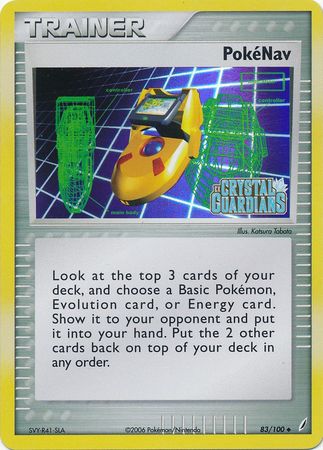 TRAINER
PokéNav
controller
controller
main body
EX
CRYSTAL
GUARDIANS
Illus. Katsura Tabata
Look at the top 3 cards of your
deck, and choose a Basic Pokémon,
Evolution card, or Energy card.
Show it to your opponent and put
it into your hand. Put the 2 other
cards back on top of your deck in
any order.
SVY-R41-SLA
©2006 Pokémon/Nintendo
83/100 ◆